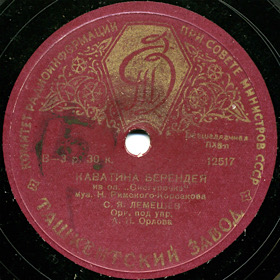 КОМИТЕТ РАДИОИНФОРМАЦИИ ПРИ СОВЕТЕ МИНИСТРОВ СССР
В—3 р. 30 к.
12517
КАВАТИНА БЕРЕНДЕЯ
из оп. „Снегурочка"
муз. Н. Римского-Корсакова
С. Я. ЛЕМЕШЕВ
Орк. под упр.
А. И. Орлова
ТАШКЕНТСКИЙ ЗАВОД